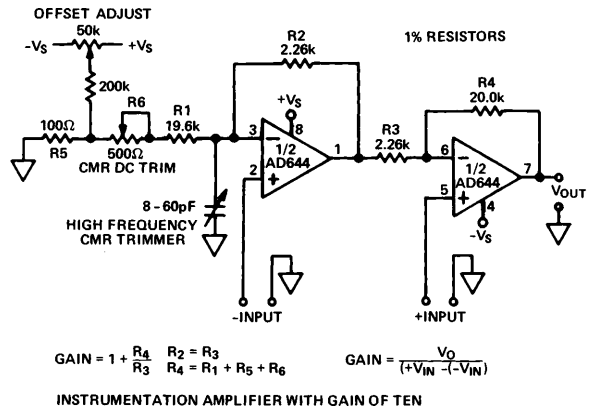 OFFSET ADJUST
50k
–VS +VS
200k
R6
R1
19.6k
100Ω
R5
500Ω
CMR DC TRIM
8–60pF
HIGH FREQUENCY
CMR TRIMMER
R2
2.26k
1% RESISTORS
+VS
8
3
–
1/2
AD644
1
2
+
R3
2.26k
R4
20.0k
6
–
1/2
AD644
7
5
+
4
–VS
VOUT
–INPUT
+INPUT
GAIN = 1 + R4/R3 R2 = R3
R4 = R1 + R5 + R6
GAIN = VO/(+VIN –(–VIN)
INSTRUMENTATION AMPLIFIER WITH GAIN OF TEN